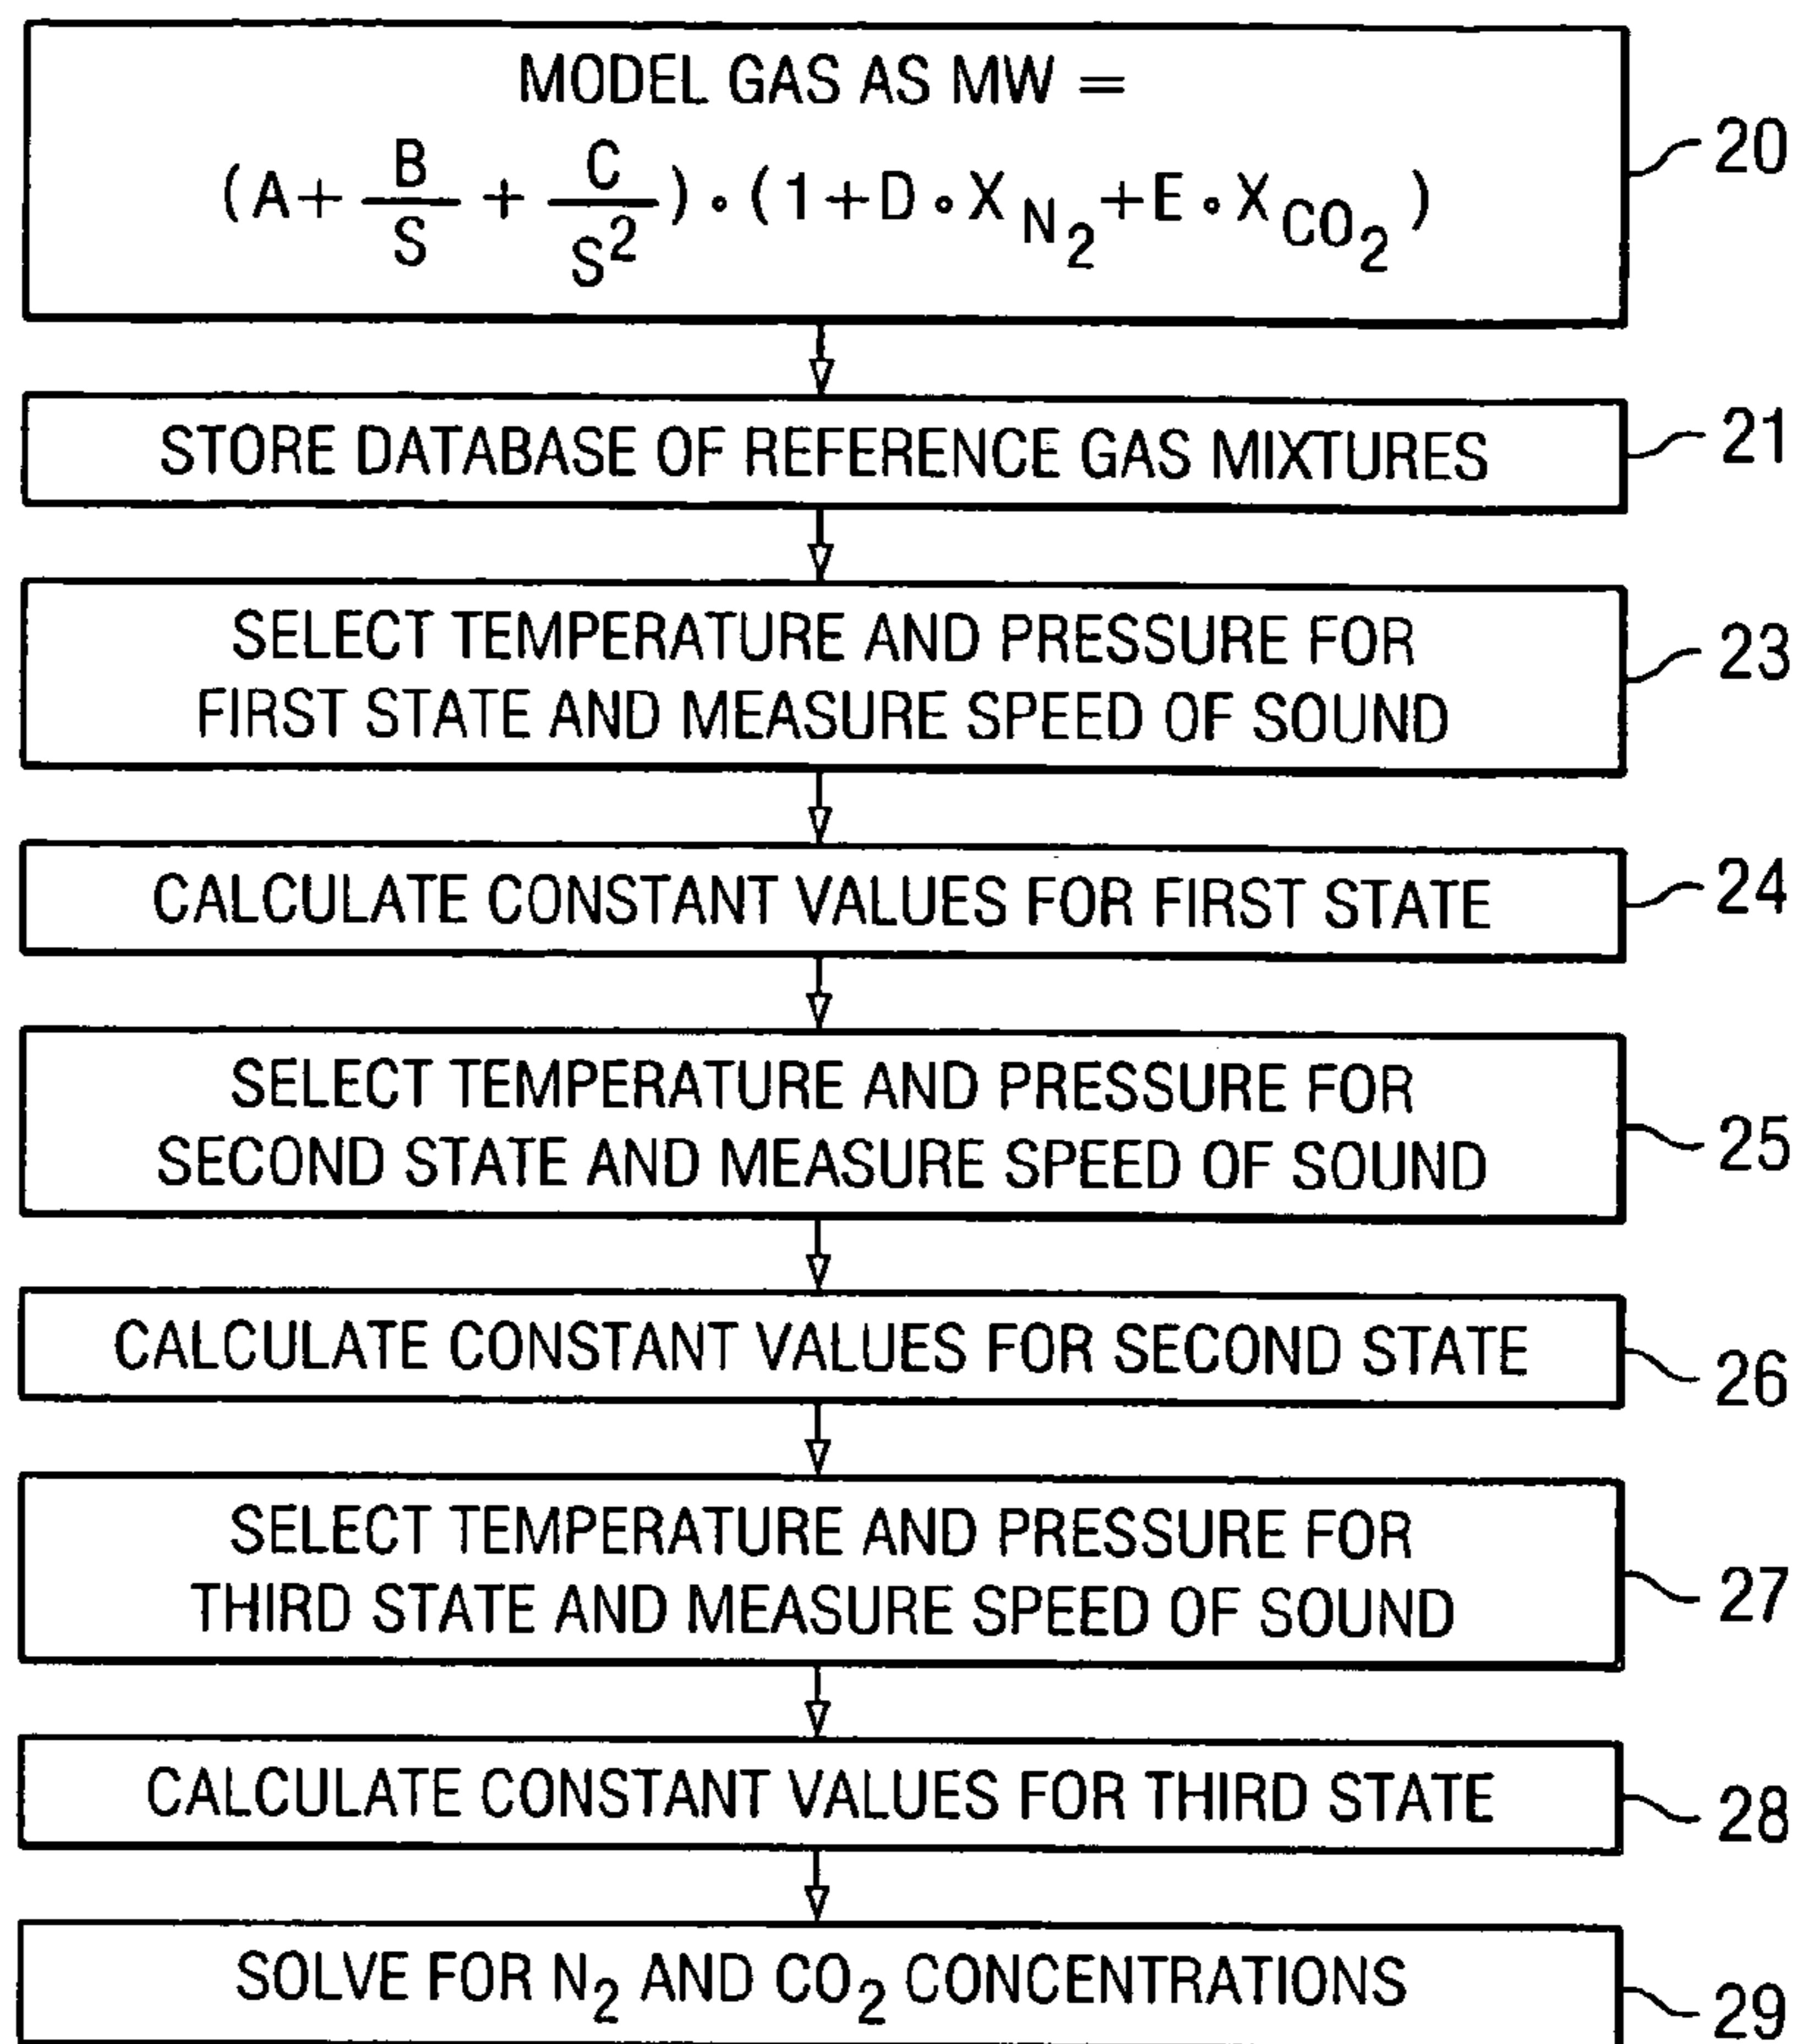 MODEL GAS AS MW =
(A + B/S + C/S²) ∘ (1 + D ∘ X_N₂ + E ∘ X_CO₂)
20
STORE DATABASE OF REFERENCE GAS MIXTURES
21
SELECT TEMPERATURE AND PRESSURE FOR
FIRST STATE AND MEASURE SPEED OF SOUND
23
CALCULATE CONSTANT VALUES FOR FIRST STATE
24
SELECT TEMPERATURE AND PRESSURE FOR
SECOND STATE AND MEASURE SPEED OF SOUND
25
CALCULATE CONSTANT VALUES FOR SECOND STATE
26
SELECT TEMPERATURE AND PRESSURE FOR
THIRD STATE AND MEASURE SPEED OF SOUND
27
CALCULATE CONSTANT VALUES FOR THIRD STATE
28
SOLVE FOR N₂ AND CO₂ CONCENTRATIONS
29